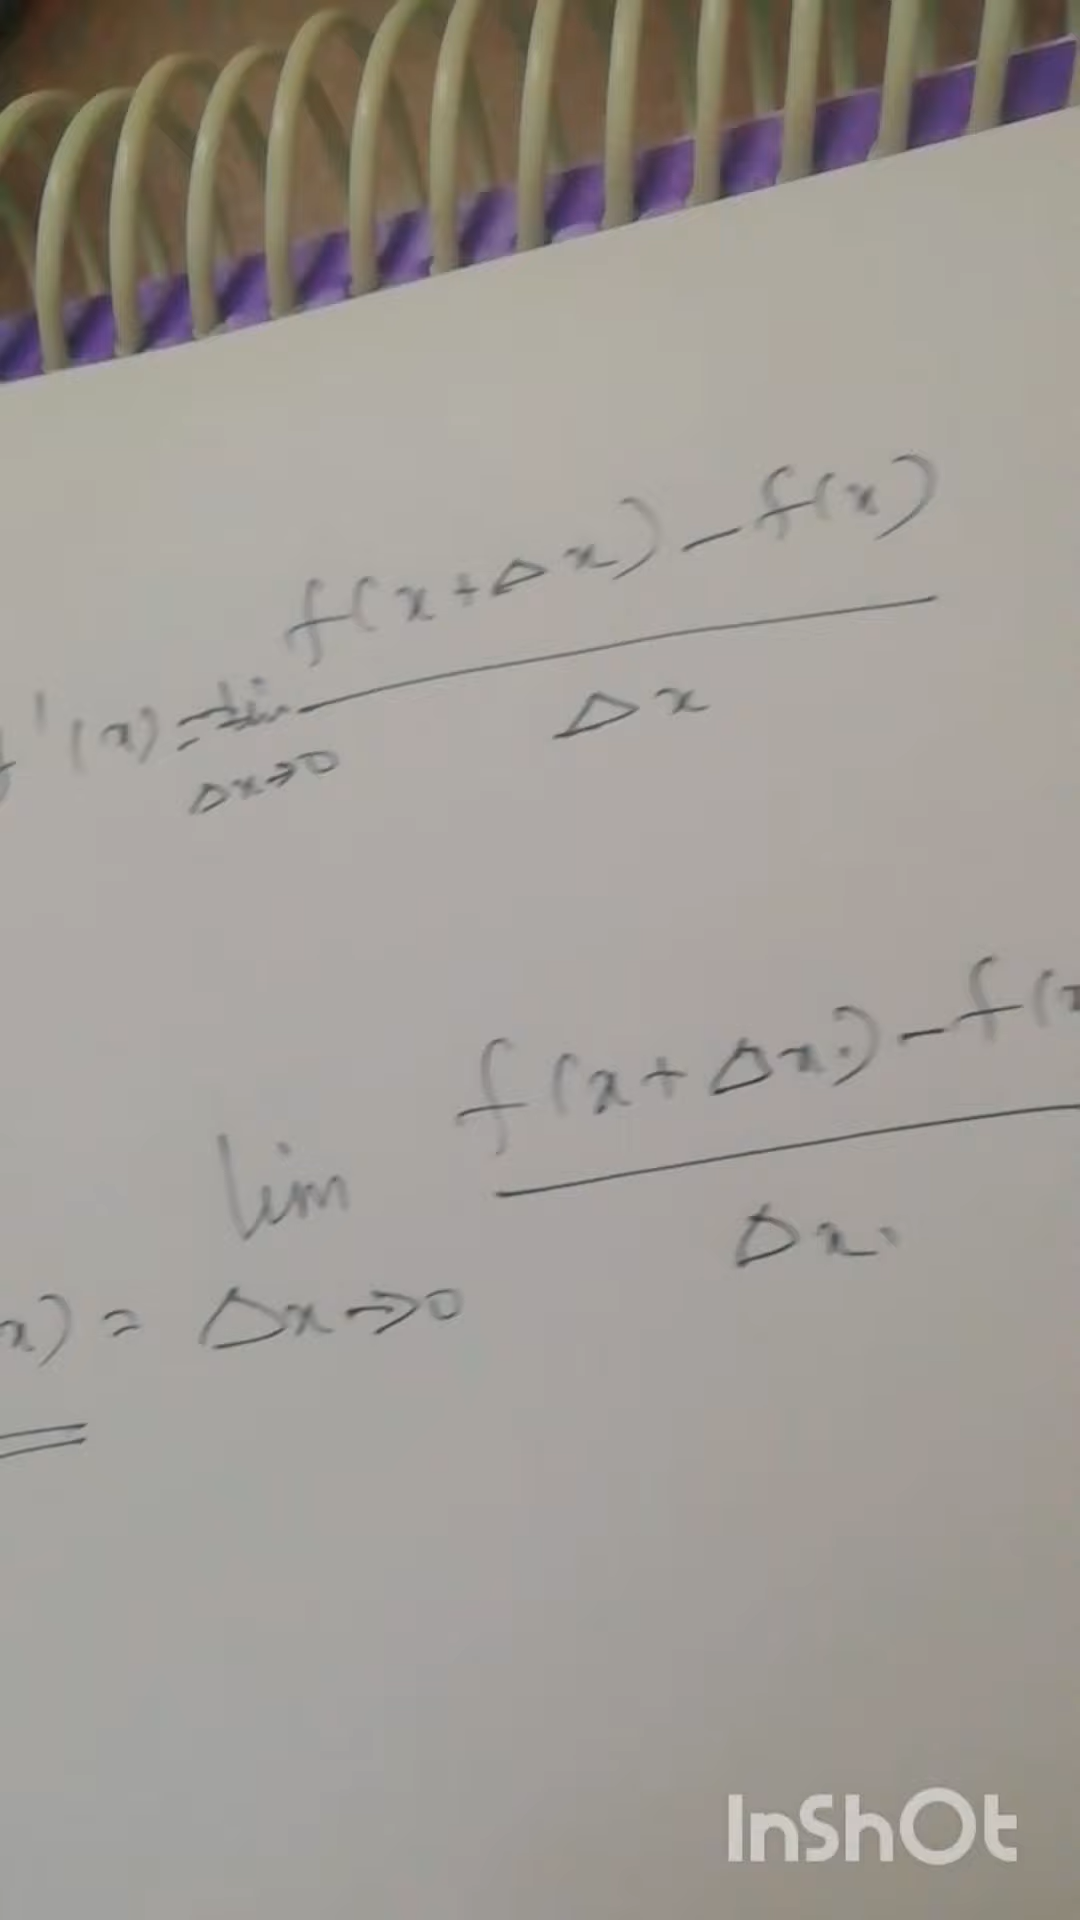 f'(x) = lim f(x+Δx) - f(x)
Δx→0 Δx
lim f(x+Δx) - f(x
x) = Δx→0 Δx
InShOt